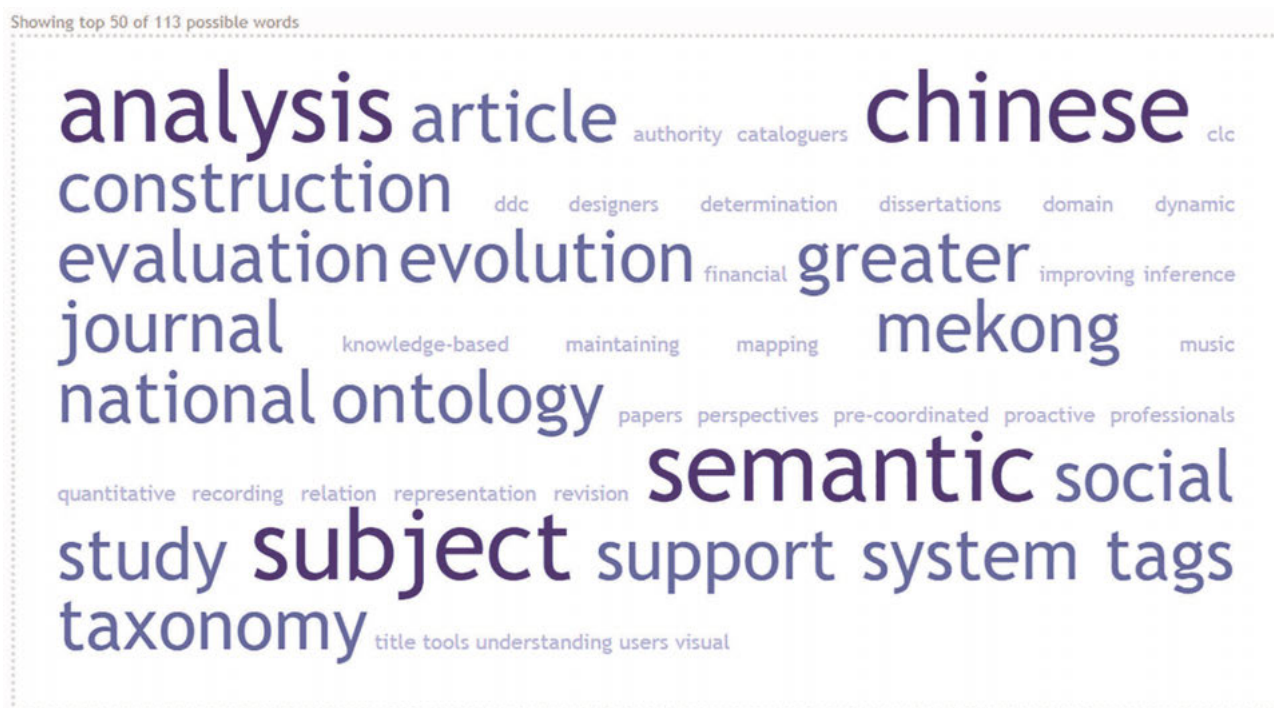 Showing top 50 of 113 possible words
analysis article authority cataloguers chinese clc
construction ddc designers determination dissertations domain dynamic
evaluation evolution financial greater improving inference
journal knowledge-based maintaining mapping mekong music
national ontology papers perspectives pre-coordinated proactive professionals
quantitative recording relation representation revision semantic social
study subject support system tags
taxonomy title tools understanding users visual